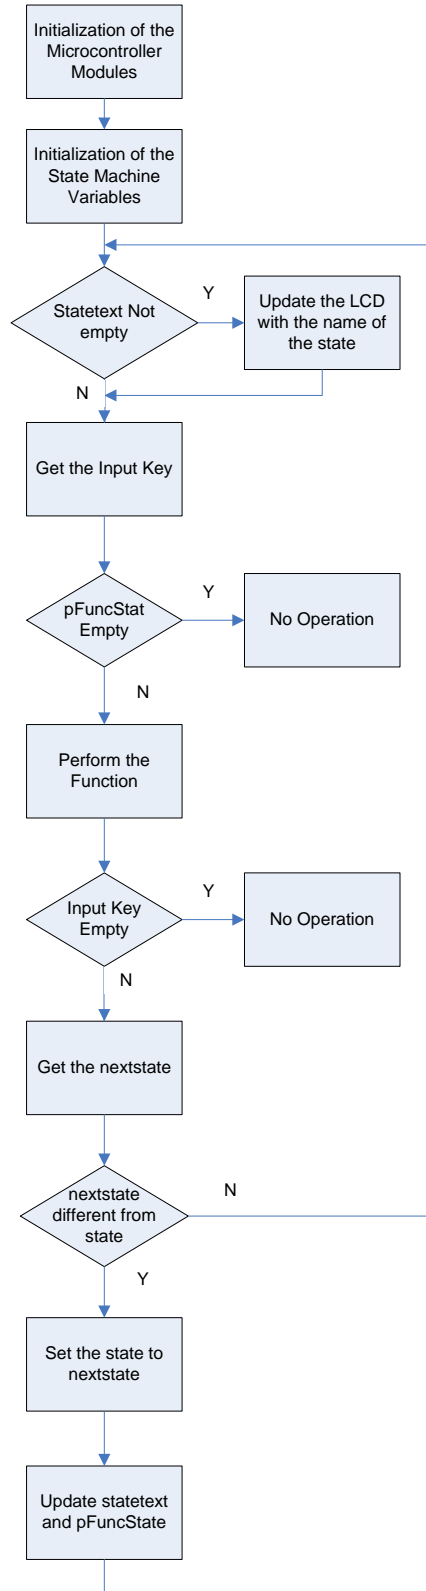 Initialization of the
Microcontroller
Modules
Initialization of the
State Machine
Variables
Statetext Not
empty
Y
Update the LCD
with the name of
the state
N
Get the Input Key
pFuncStat
Empty
Y
No Operation
N
Perform the
Function
Input Key
Empty
Y
No Operation
N
Get the nextstate
nextstate
different from
state
N
Y
Set the state to
nextstate
Update statetext
and pFuncState